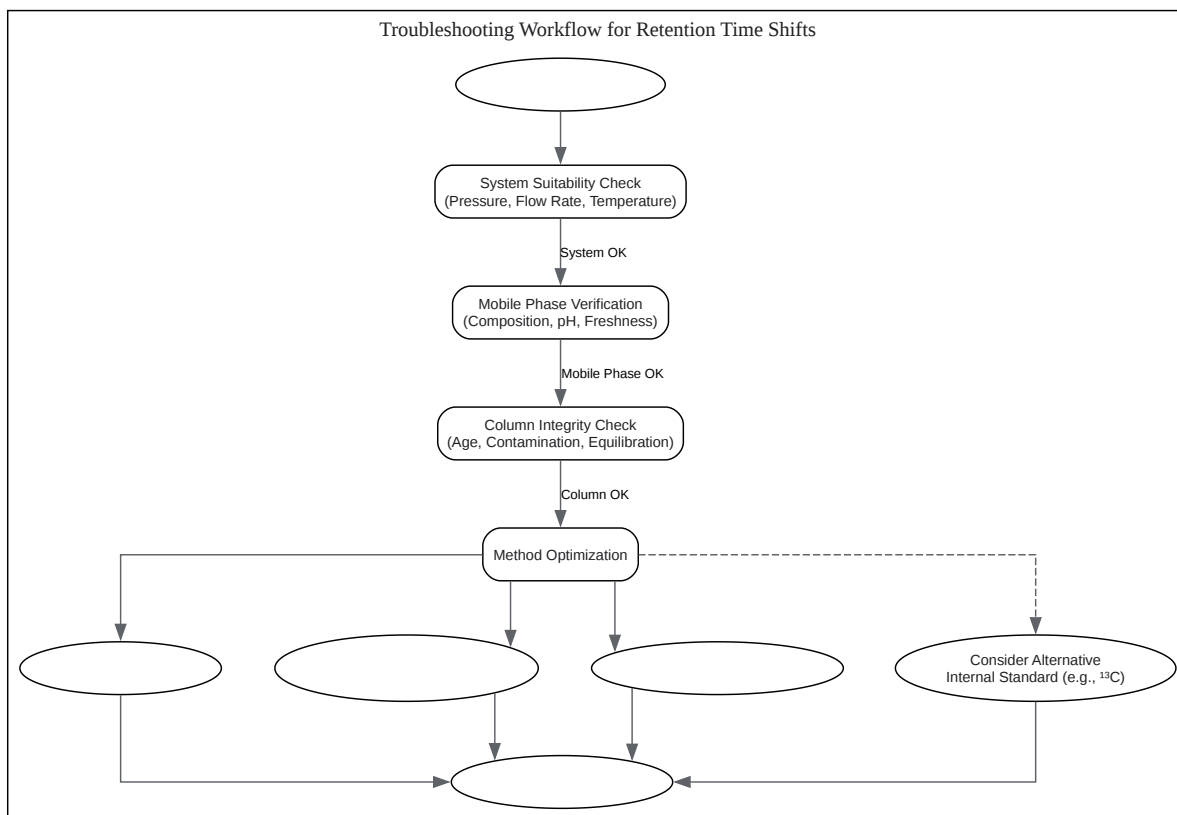 Troubleshooting Workflow for Retention Time Shifts
System Suitability Check
(Pressure, Flow Rate, Temperature)
System OK
Mobile Phase Verification
(Composition, pH, Freshness)
Mobile Phase OK
Column Integrity Check
(Age, Contamination, Equilibration)
Column OK
Method Optimization
Consider Alternative
Internal Standard (e.g., ¹³C)